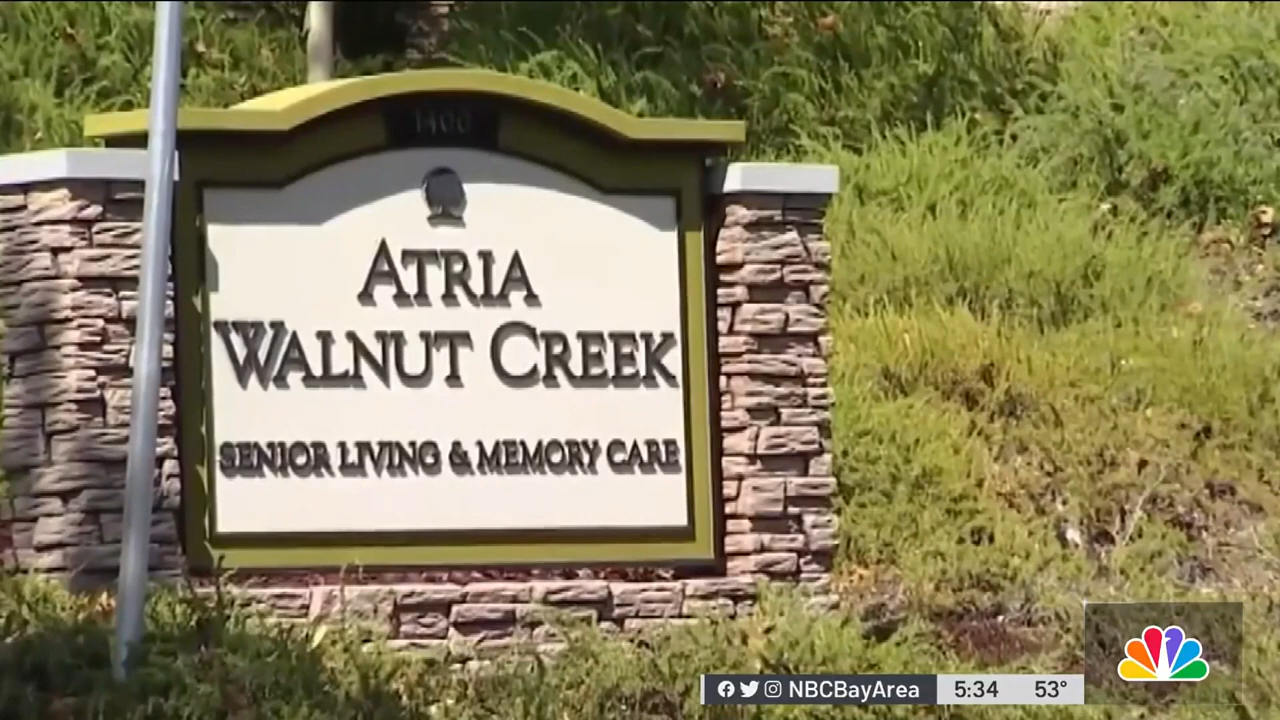 1400
ATRIA
WALNUT CREEK
SENIOR LIVING & MEMORY CARE
NBCBayArea 5:34 53°